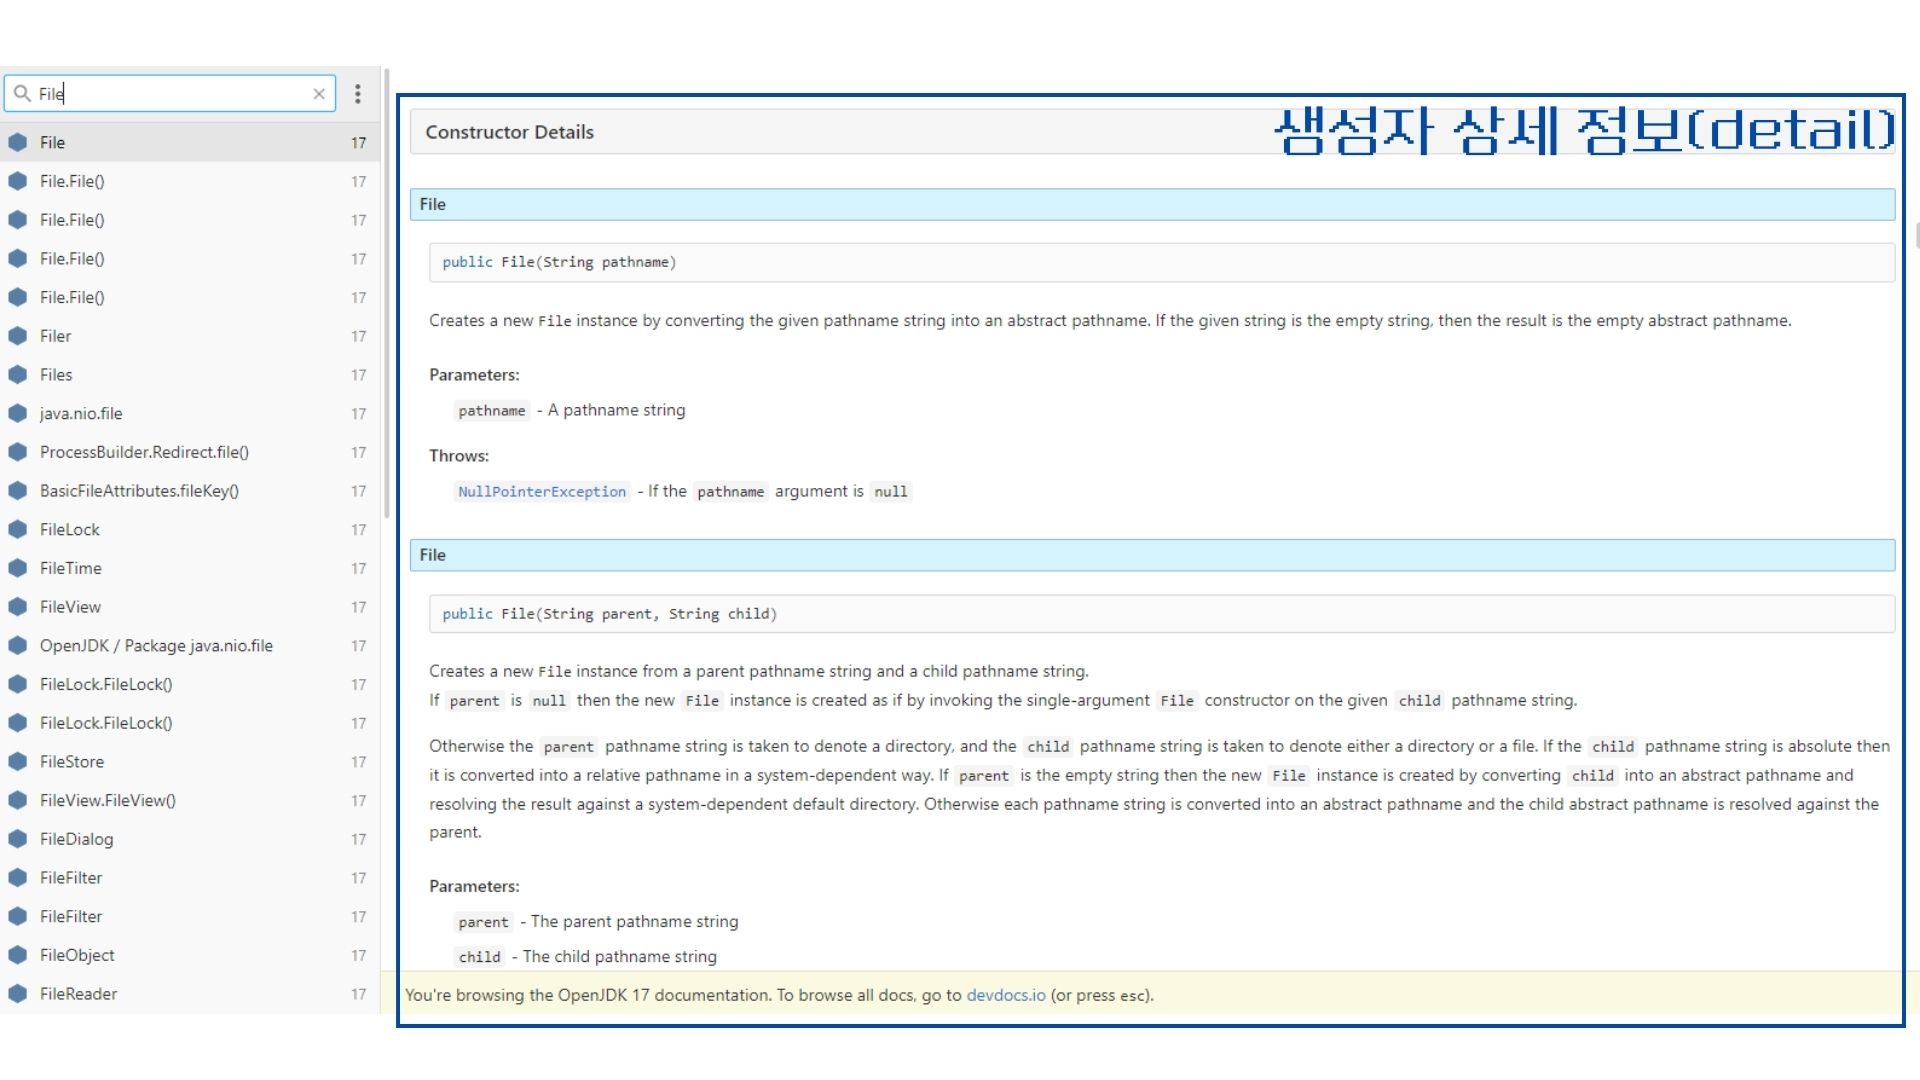 File
File 17
File.File() 17
File.File() 17
File.File() 17
File.File() 17
Filer 17
Files 17
java.nio.file 17
ProcessBuilder.Redirect.file() 17
BasicFileAttributes.fileKey() 17
FileLock 17
FileTime 17
FileView 17
OpenJDK / Package java.nio.file 17
FileLock.FileLock() 17
FileLock.FileLock() 17
FileStore 17
FileView.FileView() 17
FileDialog 17
FileFilter 17
FileFilter 17
FileObject 17
FileReader 17
Constructor Details
생성자 상세 정보(detail)
File
public File(String pathname)
Creates a new File instance by converting the given pathname string into an abstract pathname. If the given string is the empty string, then the result is the empty abstract pathname.
Parameters:
pathname - A pathname string
Throws:
NullPointerException - If the pathname argument is null
File
public File(String parent, String child)
Creates a new File instance from a parent pathname string and a child pathname string.
If parent is null then the new File instance is created as if by invoking the single-argument File constructor on the given child pathname string.
Otherwise the parent pathname string is taken to denote a directory, and the child pathname string is taken to denote either a directory or a file. If the child pathname string is absolute then
it is converted into a relative pathname in a system-dependent way. If parent is the empty string then the new File instance is created by converting child into an abstract pathname and
resolving the result against a system-dependent default directory. Otherwise each pathname string is converted into an abstract pathname and the child abstract pathname is resolved against the
parent.
Parameters:
parent - The parent pathname string
child - The child pathname string
You're browsing the OpenJDK 17 documentation. To browse all docs, go to devdocs.io (or press esc).